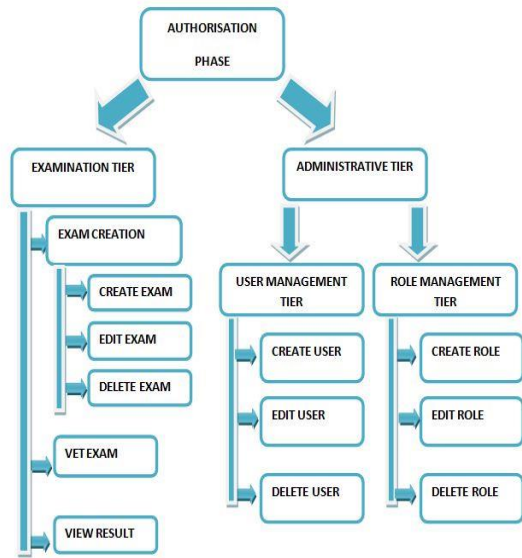 AUTHORISATION
PHASE
EXAMINATION TIER
EXAM CREATION
CREATE EXAM
EDIT EXAM
DELETE EXAM
VET EXAM
VIEW RESULT
ADMINISTRATIVE TIER
USER MANAGEMENT
TIER
CREATE USER
EDIT USER
DELETE USER
ROLE MANAGEMENT
TIER
CREATE ROLE
EDIT ROLE
DELETE ROLE